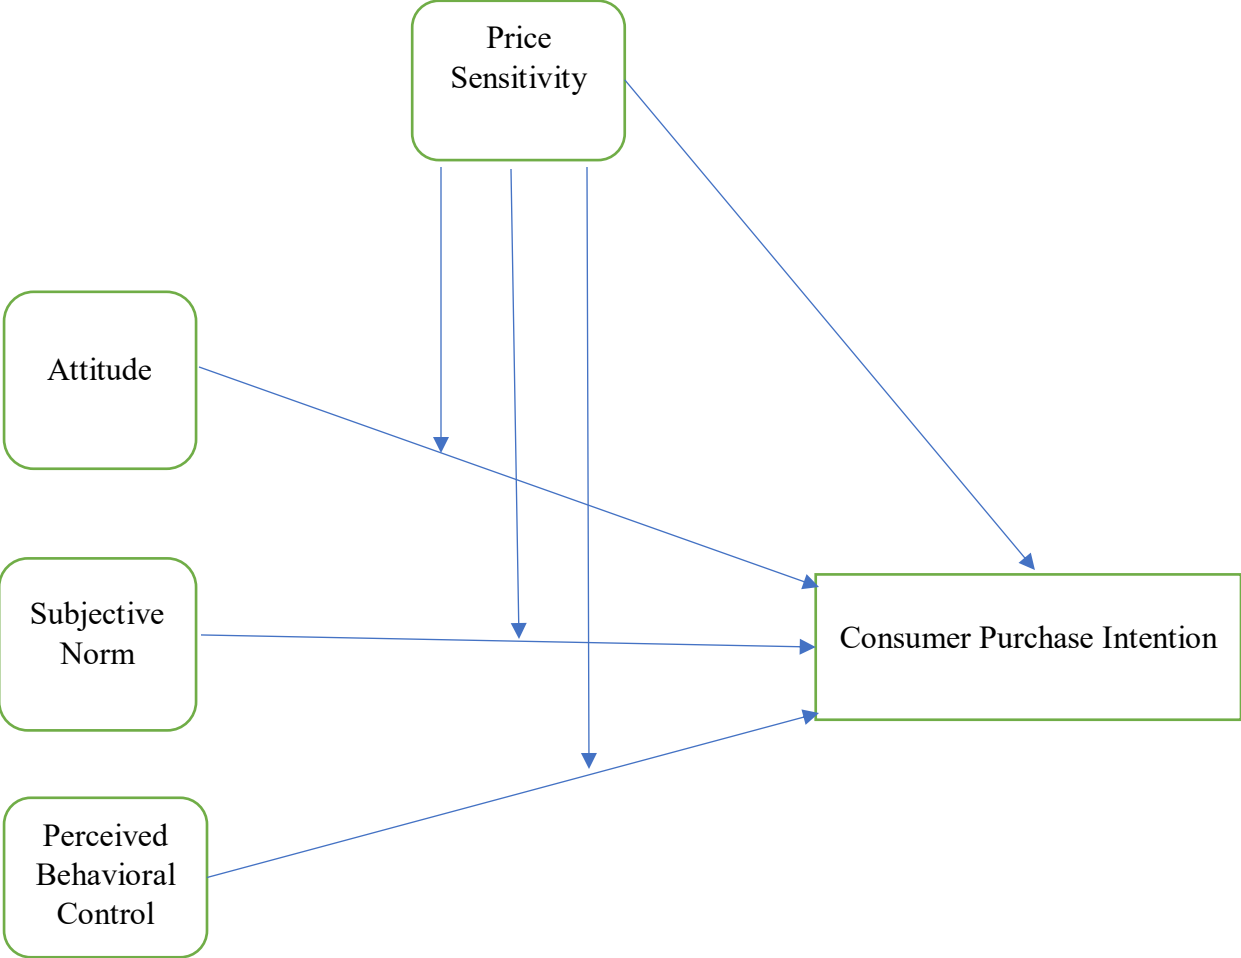 Price
Sensitivity
Attitude
Subjective
Norm
Consumer Purchase Intention
Perceived
Behavioral
Control